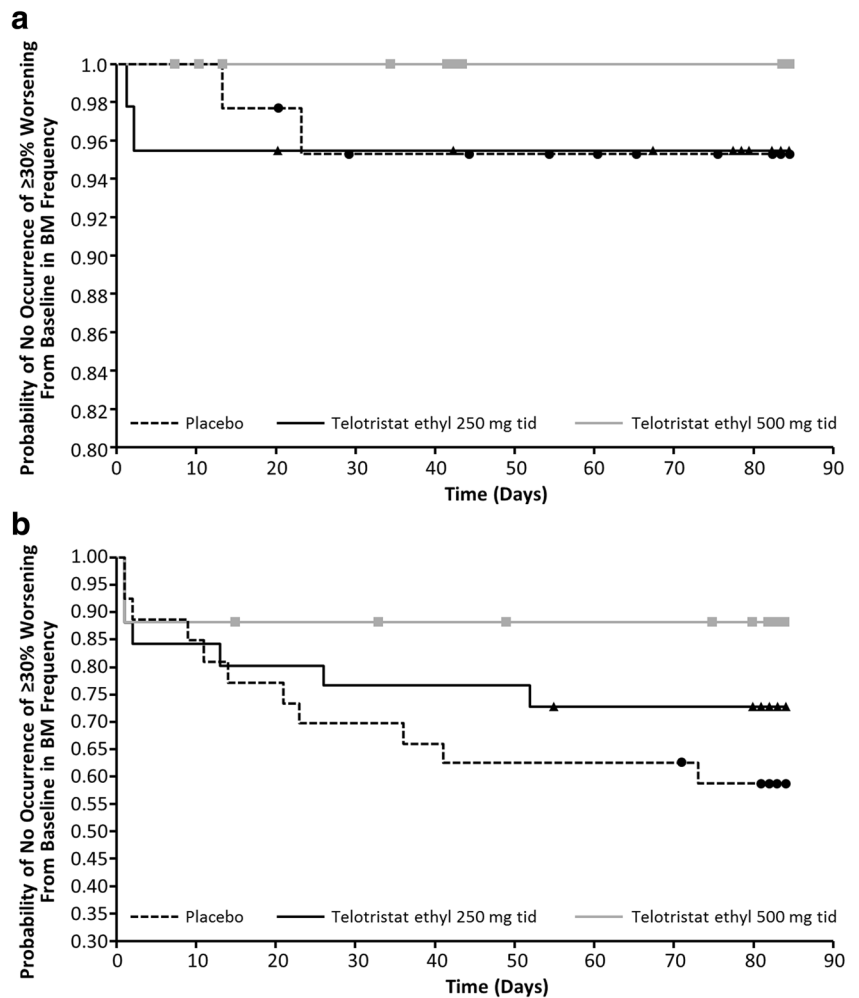 a
Probability of No Occurrence of ≥30% Worsening
From Baseline in BM Frequency
1.0
0.98
0.96
0.94
0.92
0.90
0.88
0.86
0.84
0.82
0.80
Placebo Telotristat ethyl 250 mg tid Telotristat ethyl 500 mg tid
0 10 20 30 40 50 60 70 80 90
Time (Days)
b
Probability of No Occurrence of ≥30% Worsening
From Baseline in BM Frequency
1.00
0.95
0.90
0.85
0.80
0.75
0.70
0.65
0.60
0.55
0.50
0.45
0.40
0.35
0.30
Placebo Telotristat ethyl 250 mg tid Telotristat ethyl 500 mg tid
0 10 20 30 40 50 60 70 80 90
Time (Days)